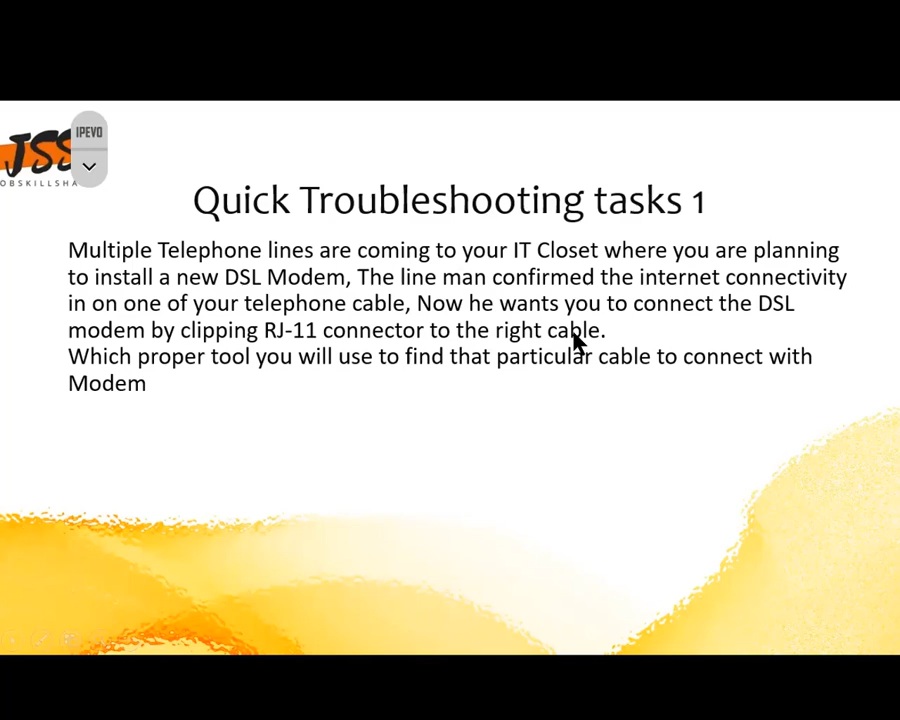 JSS
IPEVO
OBSKILLSHA
Quick Troubleshooting tasks 1
Multiple Telephone lines are coming to your IT Closet where you are planning
to install a new DSL Modem, The line man confirmed the internet connectivity
in on one of your telephone cable, Now he wants you to connect the DSL
modem by clipping RJ-11 connector to the right cable.
Which proper tool you will use to find that particular cable to connect with
Modem